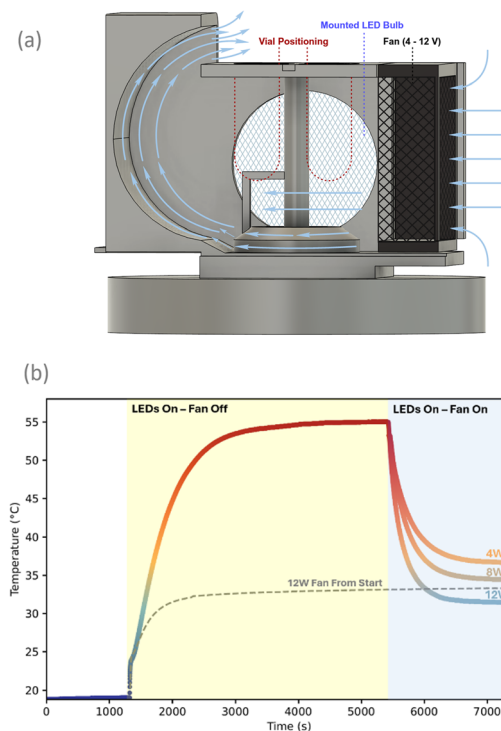 (a)
Vial Positioning
Mounted LED Bulb
Fan (4 - 12 V)
(b)
LEDs On – Fan Off
LEDs On – Fan On
55
50
45
40
35
30
25
20
Temperature (°C)
12W Fan From Start
4W
8W
12W
0
1000
2000
3000
4000
5000
6000
7000
Time (s)